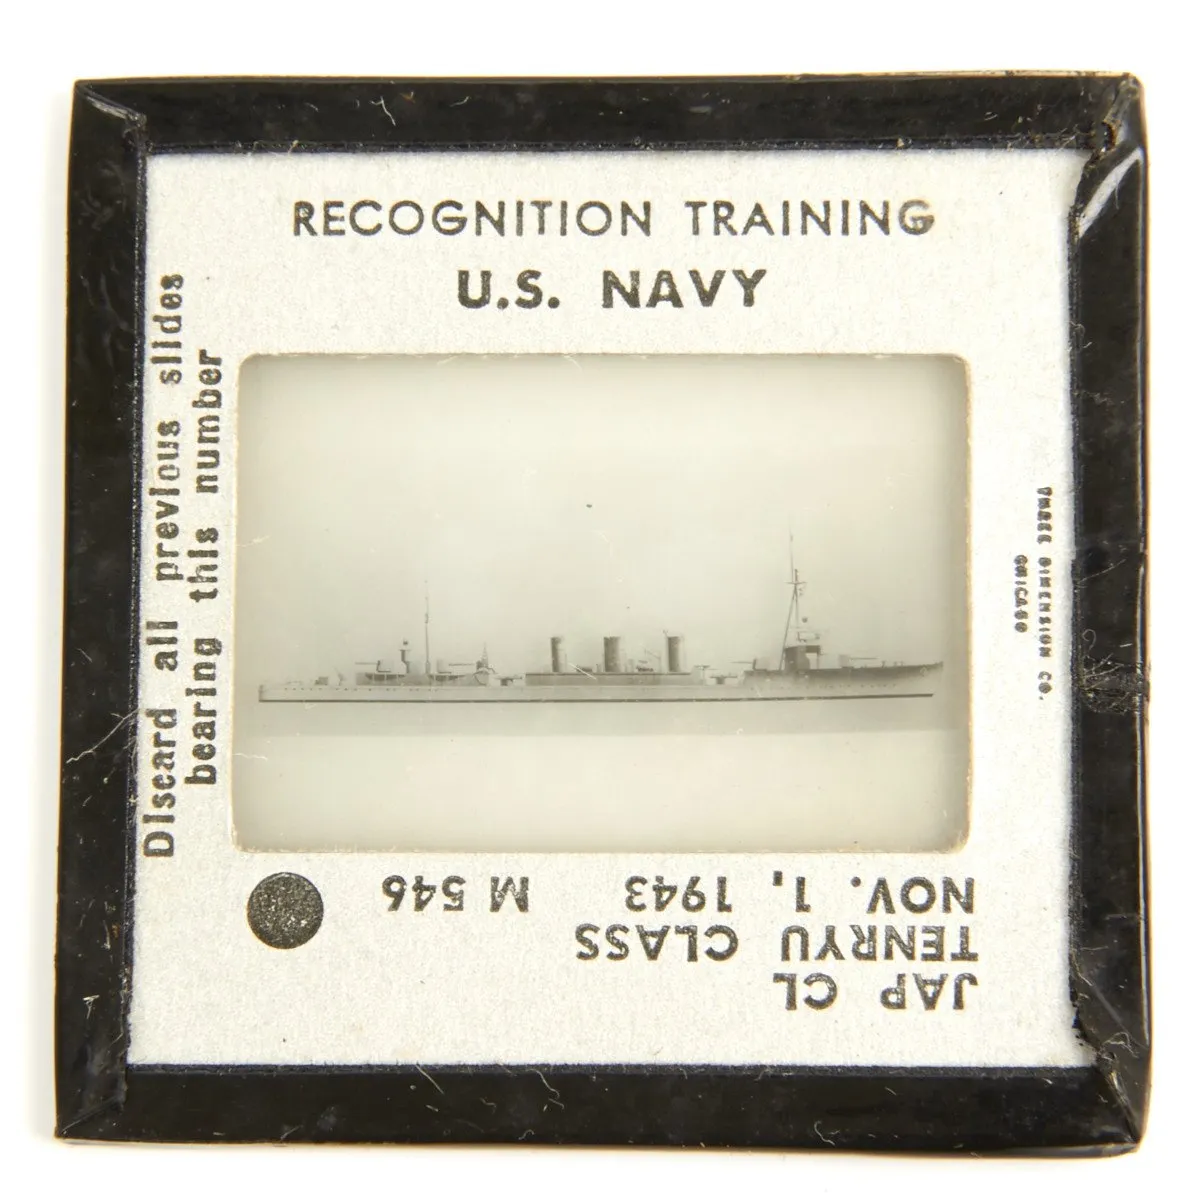 RECOGNITION TRAINING
U.S. NAVY
Discard all previous slides
bearing this number
THREE DIMENSION CO.
CHICAGO
JAP CL
TENRYU CLASS
NOV. 1, 1943 M 546